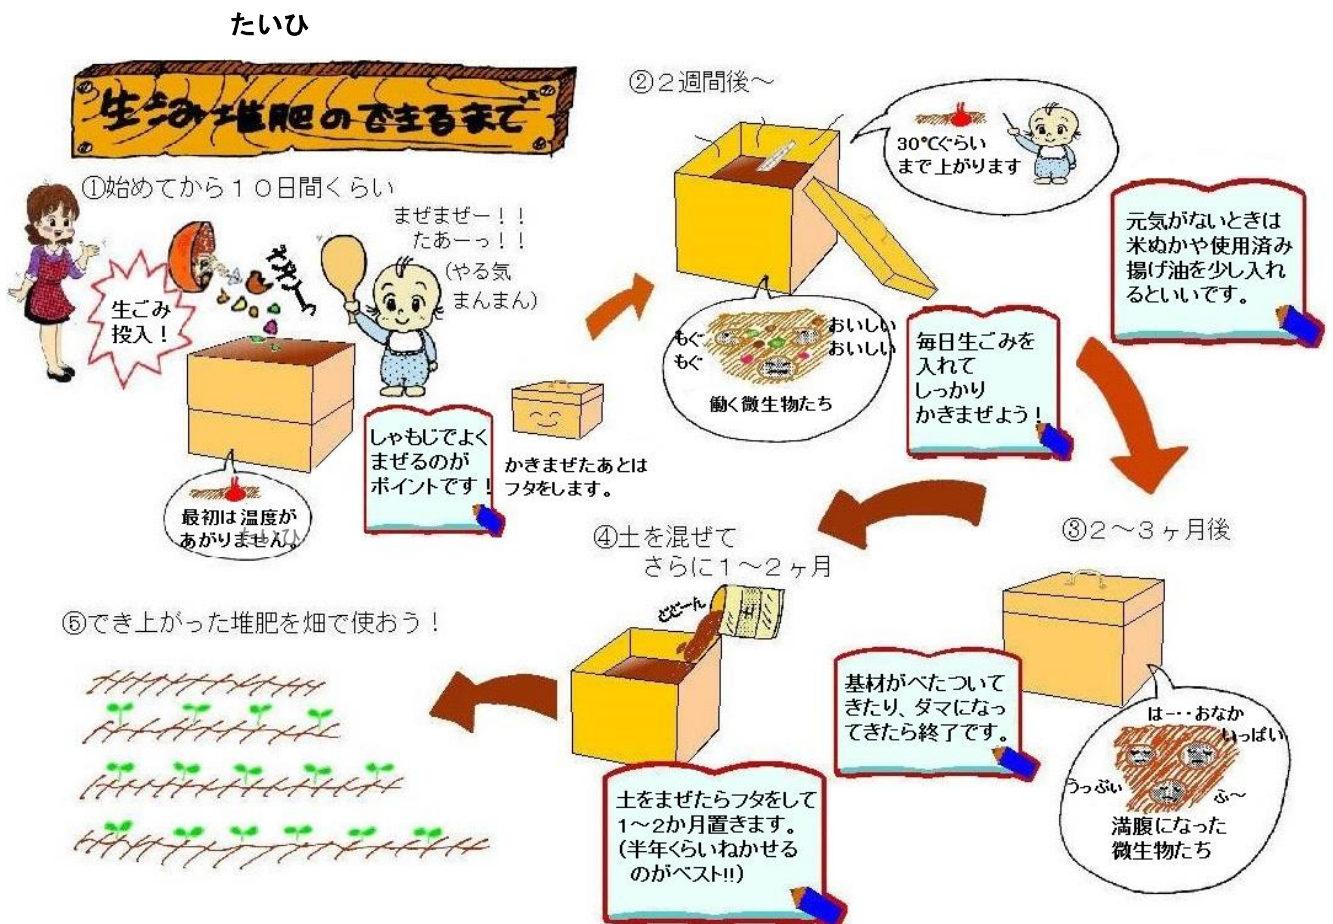 たいひ
生ごみ堆肥のできるまで
①始めてから１０日間くらい
生ごみ
投入！
まぜまぜー！！
たあーっ！！
(やる気
まんまん)
最初は温度が
あがりません。
たいひ
しゃもじでよく
まぜるのが
ポイントです！
かきまぜたあとは
フタをします。
②２週間後～
30℃ぐらい
まで上がります
もぐ
もぐ
おいしい
おいしい
働く微生物たち
毎日生ごみを
入れて
しっかり
かきまぜよう！
元気がないときは
米ぬかや使用済み
揚げ油を少し入れ
るといいです。
③２～３ヶ月後
は-‥おなか
いっぱい
うっぷぃ
ふ～
満腹になった
微生物たち
基材がべたついて
きたり、ダマになっ
てきたら終了です。
④土を混ぜて
さらに１～２ヶ月
どどーん
土
土をまぜたらフタをして
１～２か月置きます。
(半年くらいねかせる
のがベスト!!)
⑤でき上がった堆肥を畑で使おう！